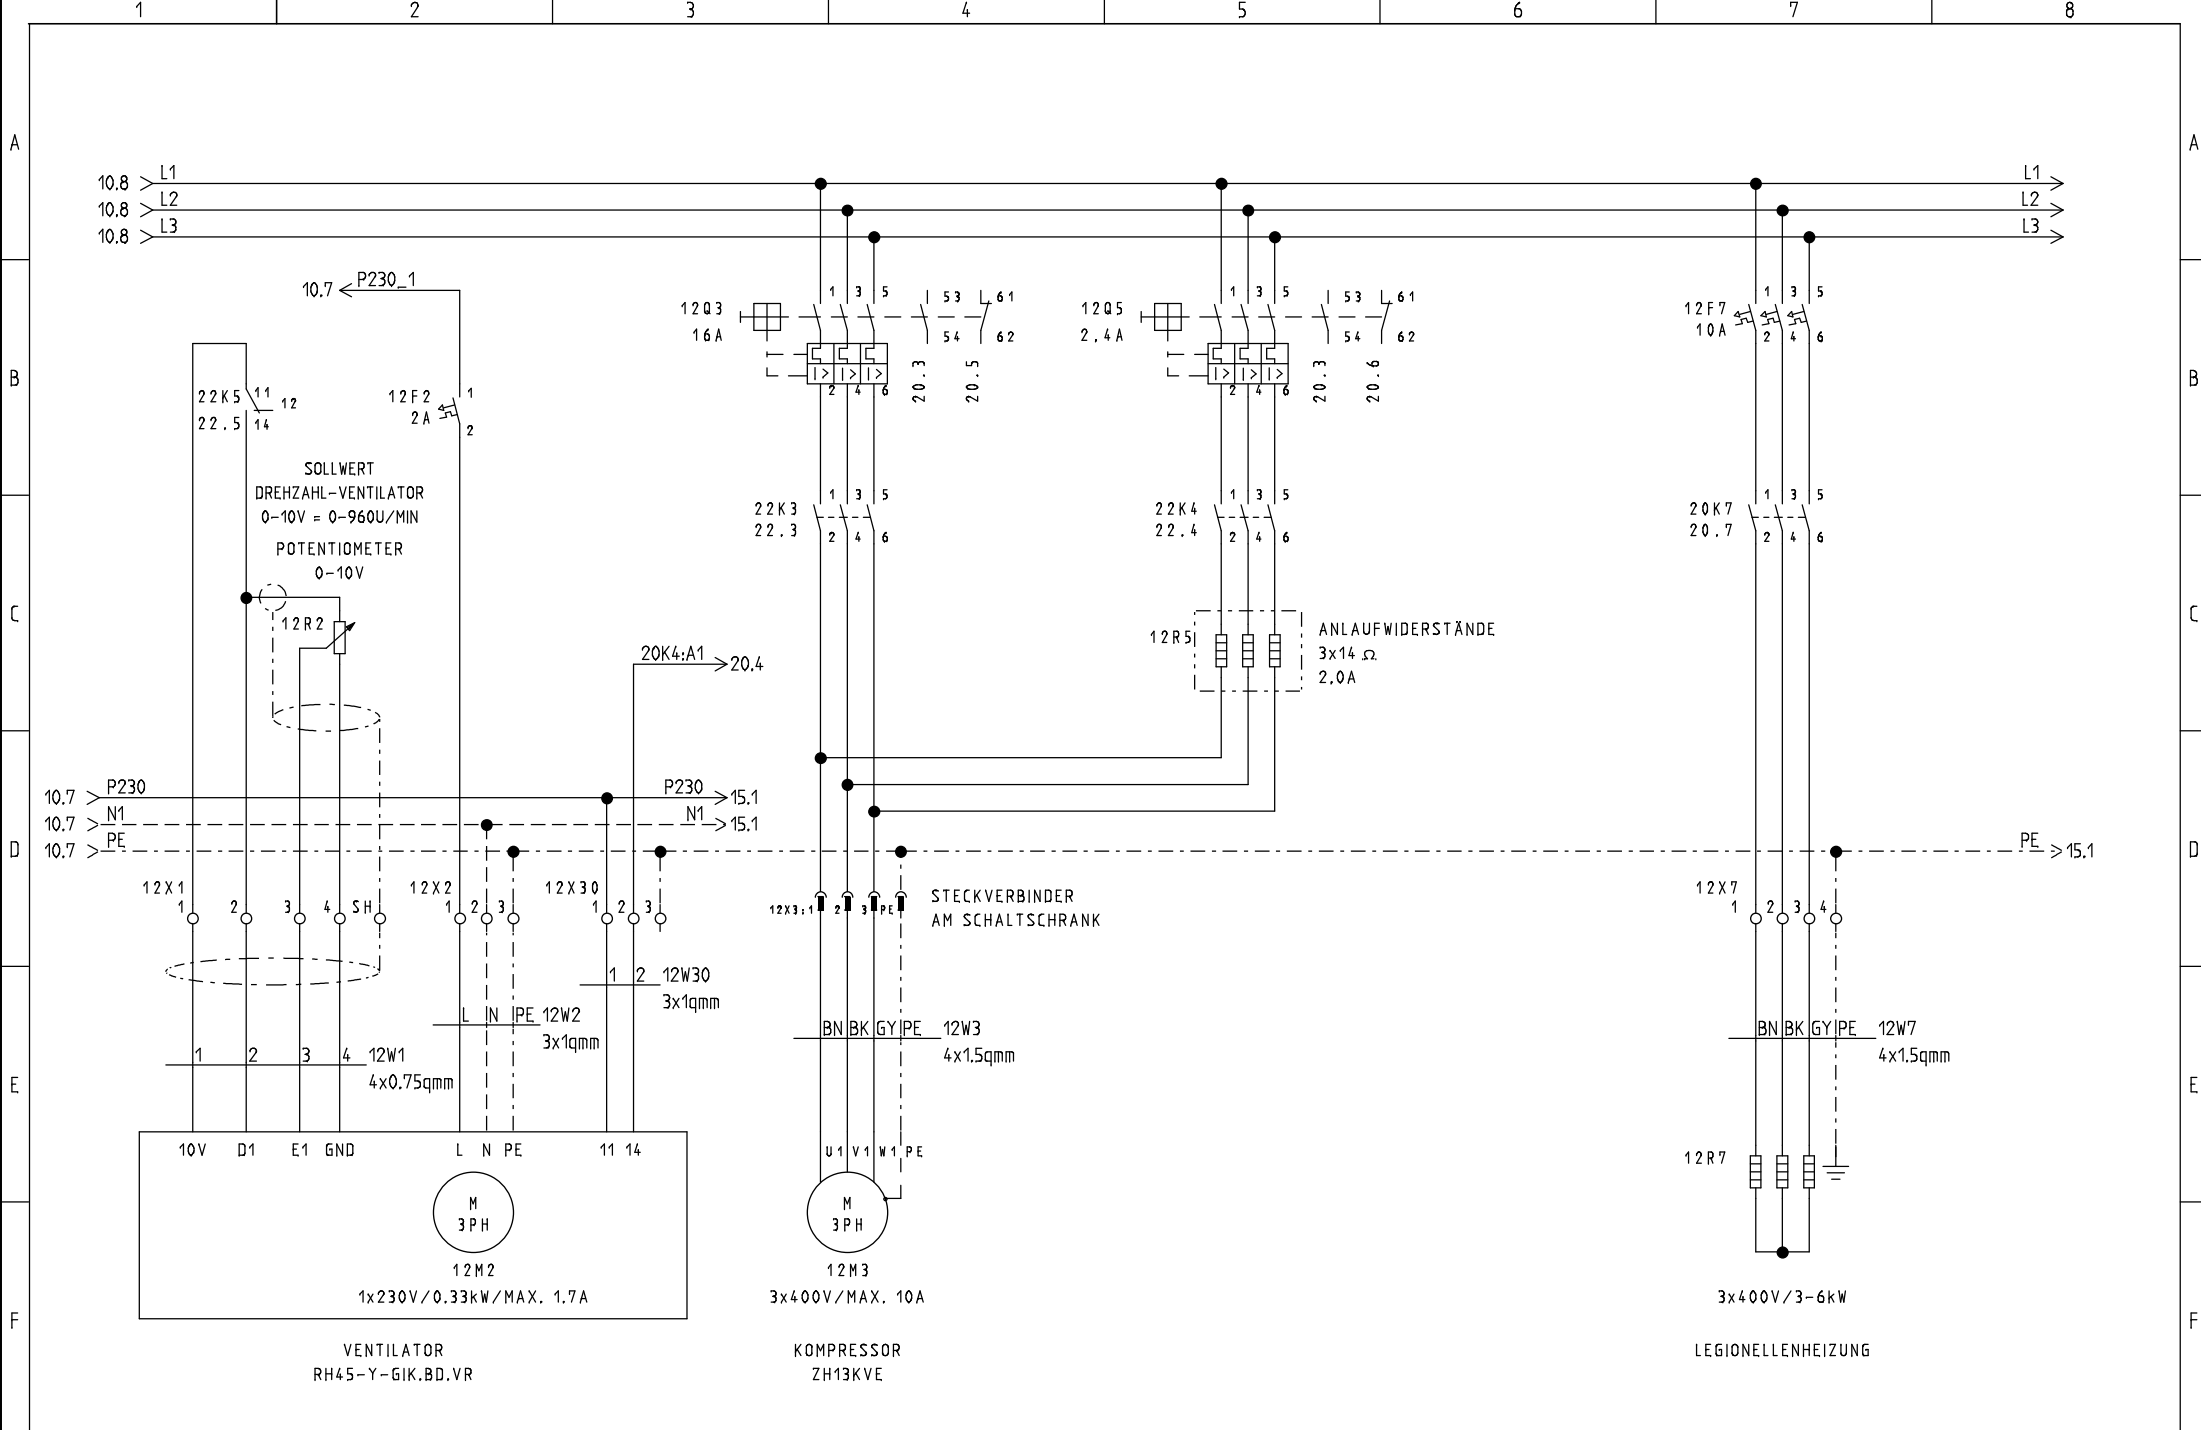 1 2 3 4 5 6 7 8
A A
10.8 L1 L1
10.8 L2 L2
10.8 L3 L3
10.7 P230_1
1 3 5 53 61
12Q3
16A 54 62
2 4 6
20.3 20.5
1 3 5 53 61
12Q5
2,4A 54 62
2 4 6
20.3 20.6
1 3 5
12F7
10A 2 4 6
B B
22K5 11 12
22.5 14
12F2 1
2A 2
SOLLWERT
DREHZAHL-VENTILATOR
0-10V = 0-960U/MIN
POTENTIOMETER
0-10V
1 3 5
22K3
22.3 2 4 6
1 3 5
22K4
22.4 2 4 6
1 3 5
20K7
20.7 2 4 6
C C
12R2
20K4:A1 20.4
12R5
ANLAUFWIDERSTÄNDE
3x14 Ω
2,0A
10.7 P230 P230 15.1
10.7 N1 N1 15.1
10.7 PE PE 15.1
D D
12X1
1 2 3 4 SH
12X2
1 2 3
12X30
1 2 3
12X3:1 2 3 PE
STECKVERBINDER
AM SCHALTSCHRANK
12X7
1 2 3 4
1 2 12W30
3x1qmm
L N PE 12W2
3x1qmm
1 2 3 4 12W1
4x0.75qmm
BN BK GY PE 12W3
4x1.5qmm
BN BK GY PE 12W7
4x1.5qmm
E E
10V D1 E1 GND L N PE 11 14
U1 V1 W1 PE
12R7
M
3PH
12M2
1x230V/0.33kW/MAX. 1.7A
M
3PH
12M3
3x400V/MAX. 10A
3x400V/3-6kW
F F
VENTILATOR
RH45-Y-GIK.BD.VR
KOMPRESSOR
ZH13KVE
LEGIONELLENHEIZUNG